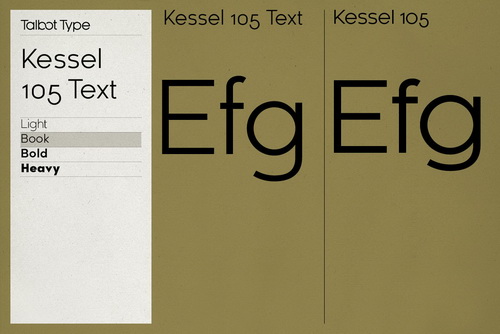 Talbot Type
Kessel
105 Text
Light
Book
Bold
Heavy
Kessel 105 Text
Efg
Kessel 105
Efg